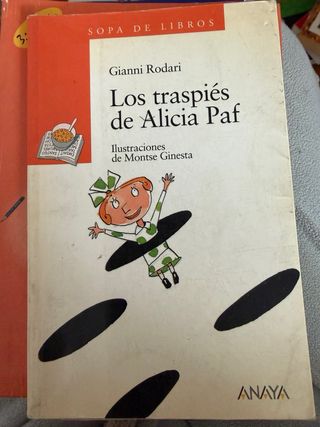 SOPA DE LIBROS
Gianni Rodari
Los traspiés
de Alicia Paf
Ilustraciones
de Montse Ginesta
ANAYA